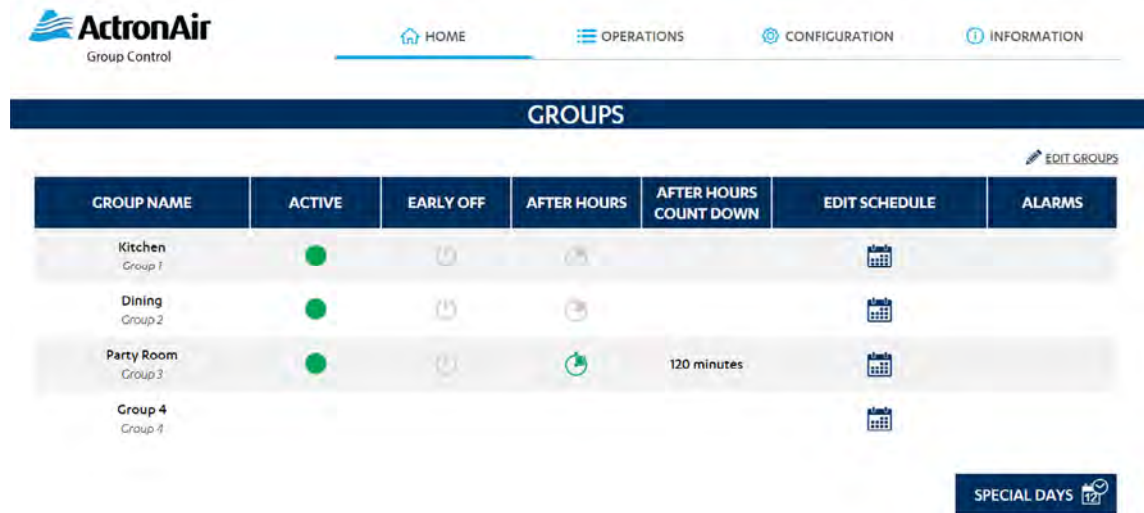 ActronAir
Group Control
HOME
OPERATIONS
CONFIGURATION
INFORMATION
GROUPS
EDIT GROUPS
GROUP NAME ACTIVE EARLY OFF AFTER HOURS AFTER HOURS COUNT DOWN EDIT SCHEDULE ALARMS
Kitchen
Group 1
Dining
Group 2
Party Room
Group 3
120 minutes
Group 4
Group 4
SPECIAL DAYS 12